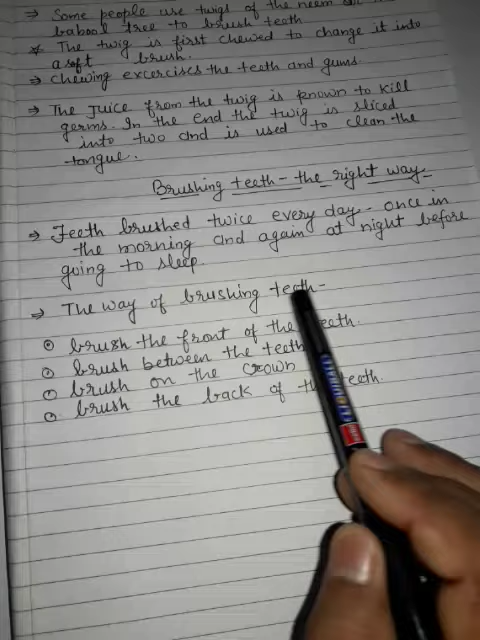 → Some people use twigs of the neem
babool tree to brush teeth
* The twig is first chewed to change it into
a soft brush.
→ chewing excercises the teeth and gums.
→ The Juice from the twig is known to kill
germs. In the end the twig is sliced
into two and is used to clean the
tongue.
Brushing teeth - the right way-
→ Teeth brushed twice every day - once in
the morning and again at night before
going to sleep.
→ The way of brushing teeth-
⊙ brush the front of the teeth.
⊙ brush between the teeth
⊙ brush on the crown
⊙ brush the back of the teeth.